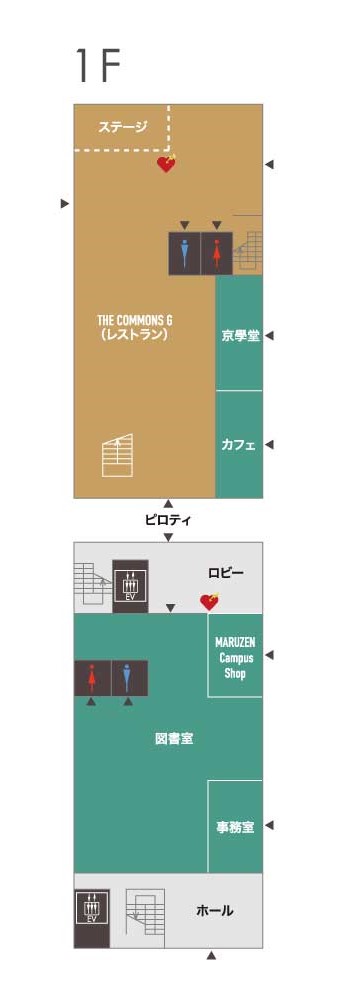 1F
ステージ
THE COMMONS G
(レストラン)
京學堂
カフェ
ピロティ
ロビー
EV
MARUZEN
Campus
Shop
図書室
事務室
EV
ホール